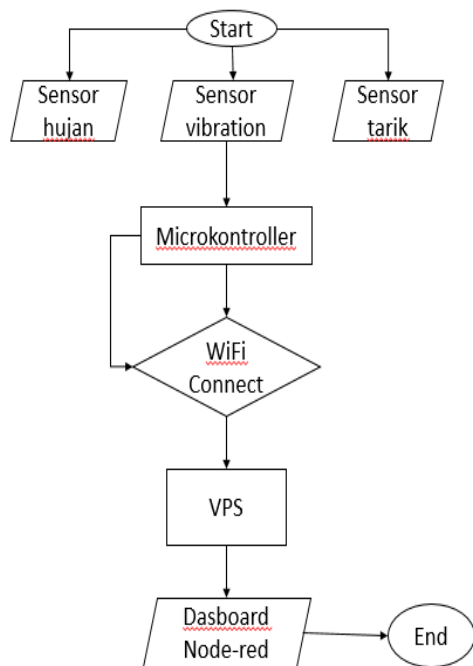 Start
Sensor
hujan
Sensor
vibration
Sensor
tarik
Microkontroller
WiFi
Connect
VPS
Dasboard
Node-red
End